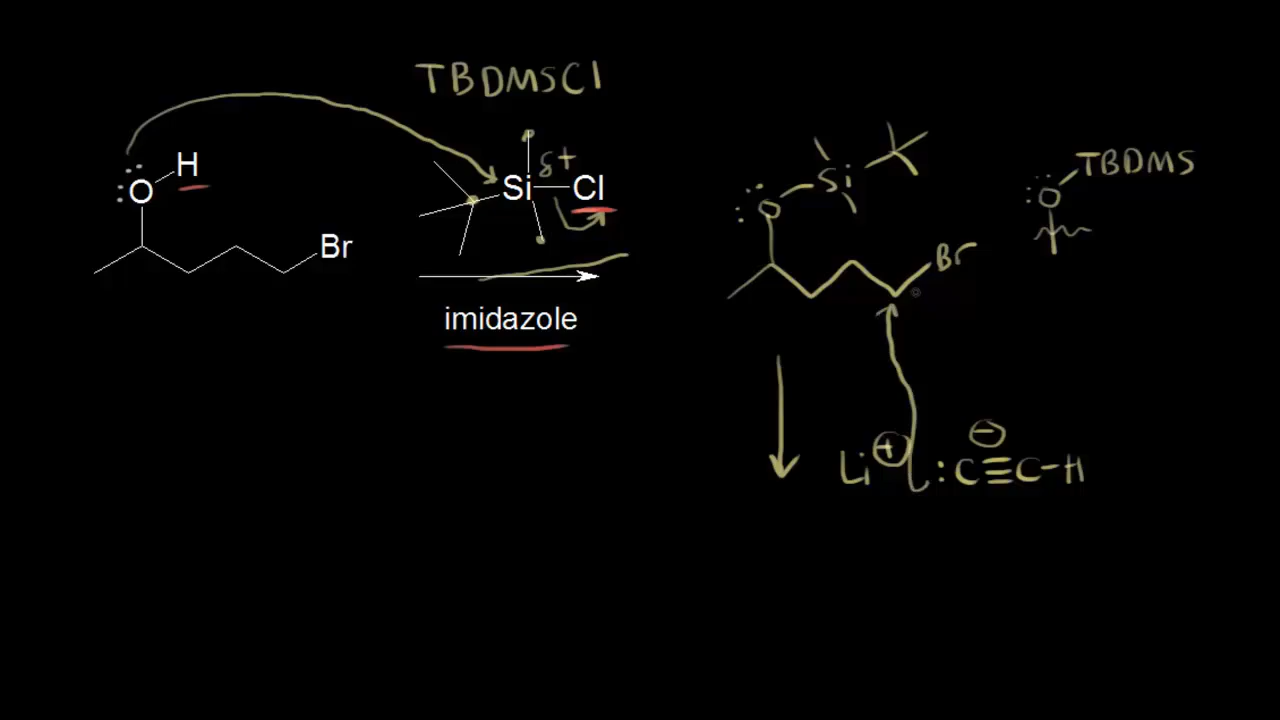 TBDMSCl
H
:O
Si
δ+
Cl
Br
imidazole
:O
Si
Br
:O
TBDMS
Li+
:C≡C-H
−